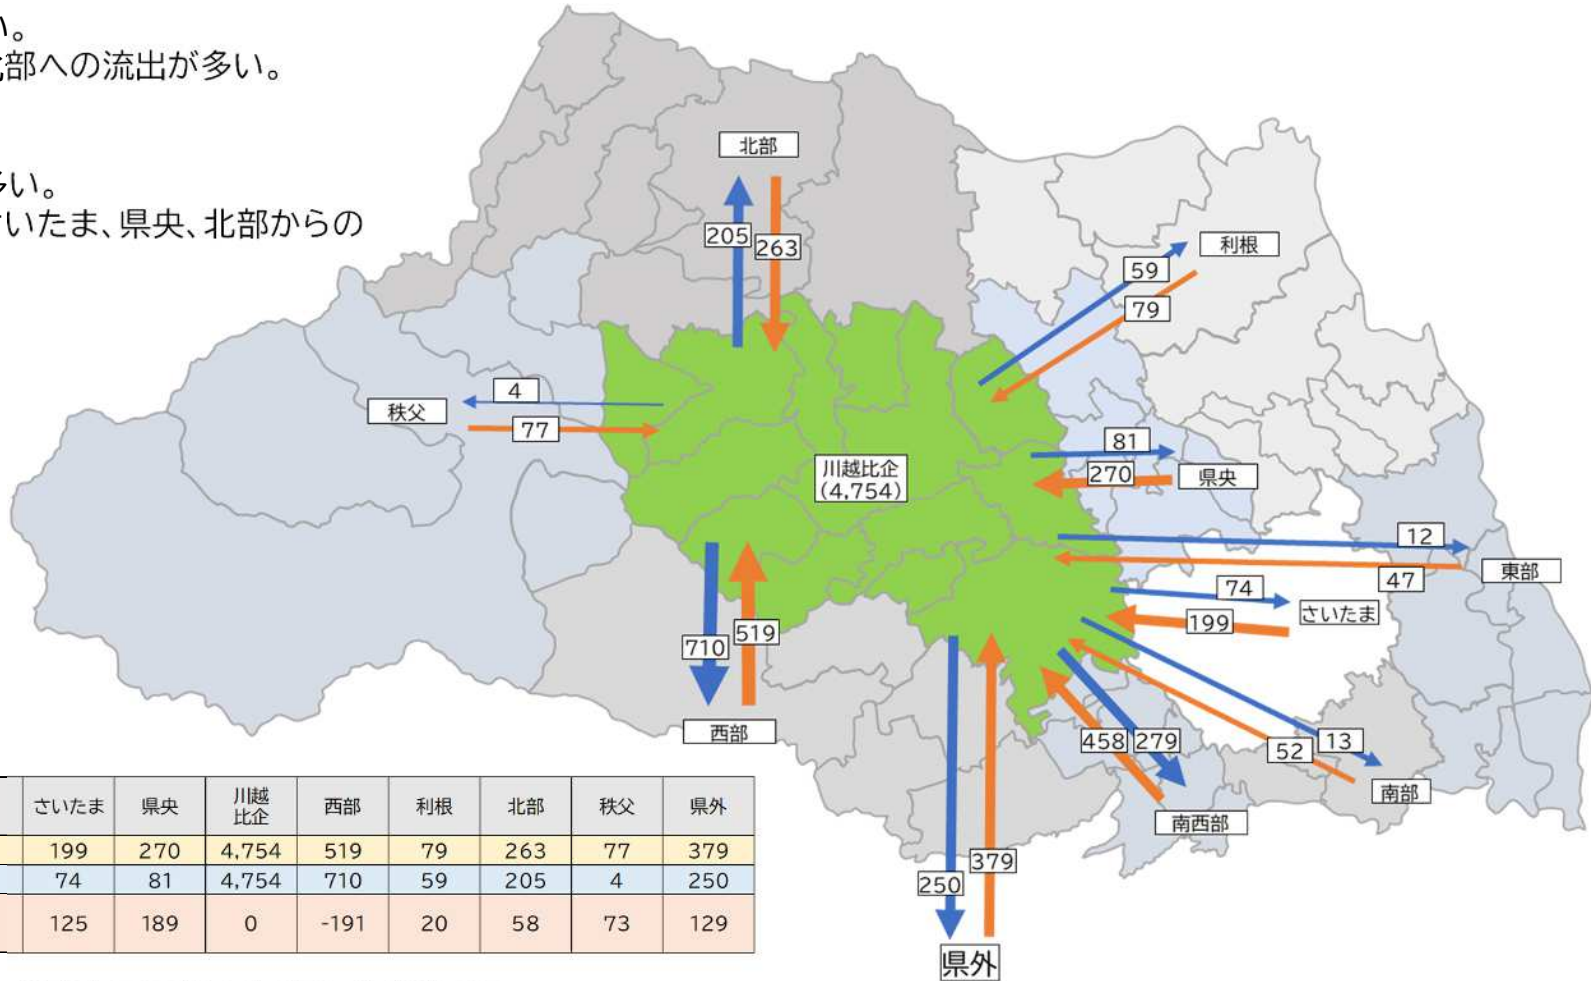 い。
部への流出が多い。
多い。
いたま、県央、北部からの
北部
205
263
利根
59
79
秩父
4
77
川越比企
(4,754)
81
270
県央
12
47
東部
74
199
さいたま
710
519
西部
458
279
南西部
52
13
南部
250
379
県外
さいたま 県央 川越比企 西部 利根 北部 秩父 県外
199 270 4,754 519 79 263 77 379
74 81 4,754 710 59 205 4 250
125 189 0 -191 20 58 73 129